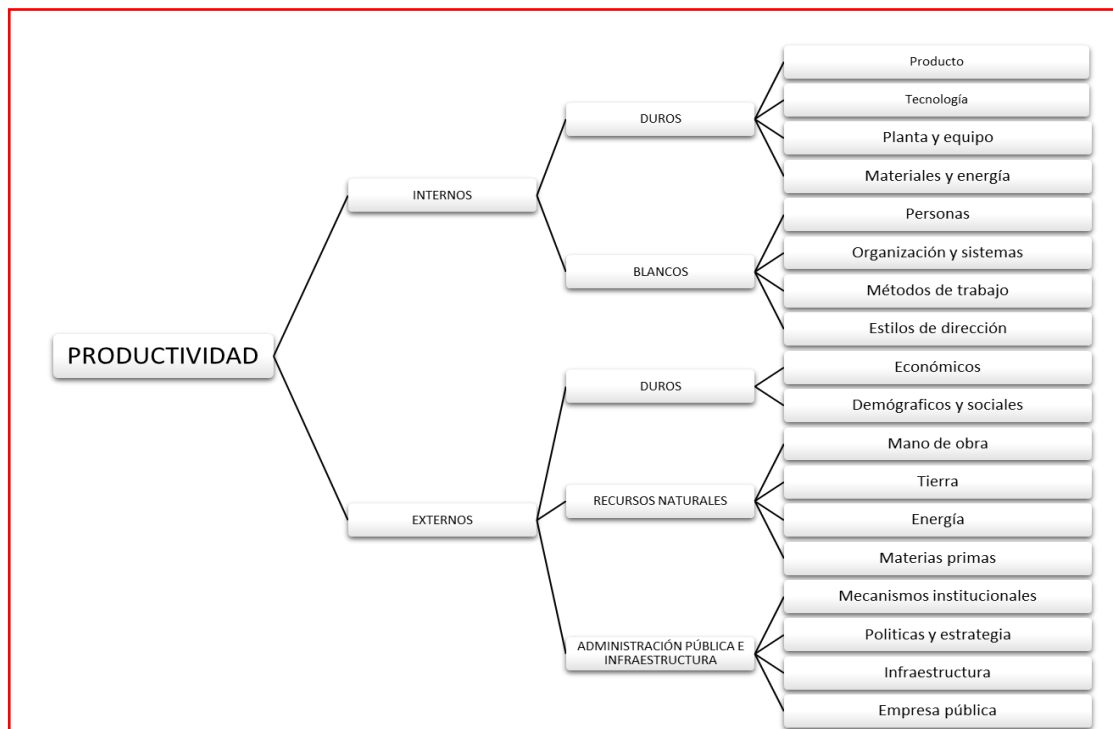 PRODUCTIVIDAD
INTERNOS
DUROS
Producto
Tecnología
Planta y equipo
Materiales y energía
BLANCOS
Personas
Organización y sistemas
Métodos de trabajo
Estilos de dirección
EXTERNOS
DUROS
Económicos
Demógraficos y sociales
RECURSOS NATURALES
Mano de obra
Tierra
Energía
Materias primas
ADMINISTRACIÓN PÚBLICA E
INFRAESTRUCTURA
Mecanismos institucionales
Politicas y estrategia
Infraestructura
Empresa pública